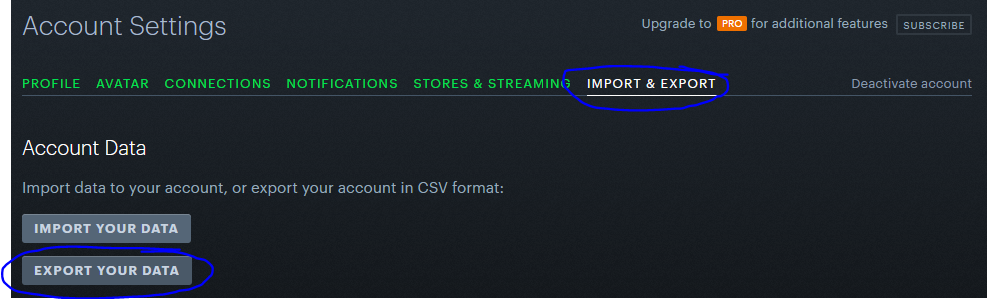 Account Settings
Upgrade to PRO for additional features SUBSCRIBE
PROFILE AVATAR CONNECTIONS NOTIFICATIONS STORES & STREAMING IMPORT & EXPORT Deactivate account
Account Data
Import data to your account, or export your account in CSV format:
IMPORT YOUR DATA
EXPORT YOUR DATA